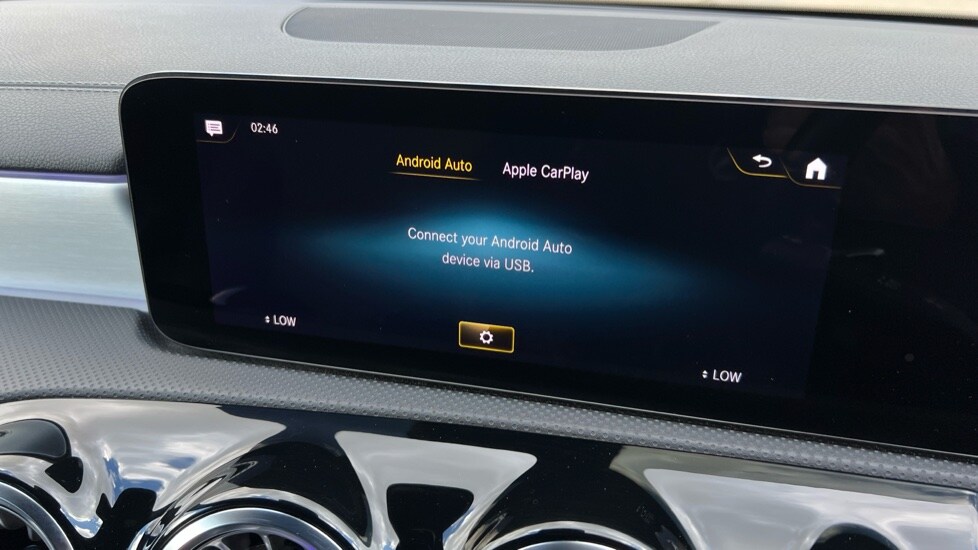 02:46
Android Auto
Apple CarPlay
Connect your Android Auto
device via USB.
LOW
LOW